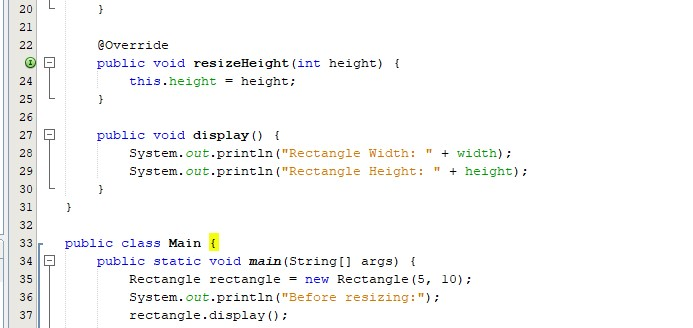 20 }
21
22 @Override
public void resizeHeight(int height) {
24 this.height = height;
25 }
26
27 public void display() {
28 System.out.println("Rectangle Width: " + width);
29 System.out.println("Rectangle Height: " + height);
30 }
31 }
32
33 public class Main {
34 public static void main(String[] args) {
35 Rectangle rectangle = new Rectangle(5, 10);
36 System.out.println("Before resizing:");
37 rectangle.display();